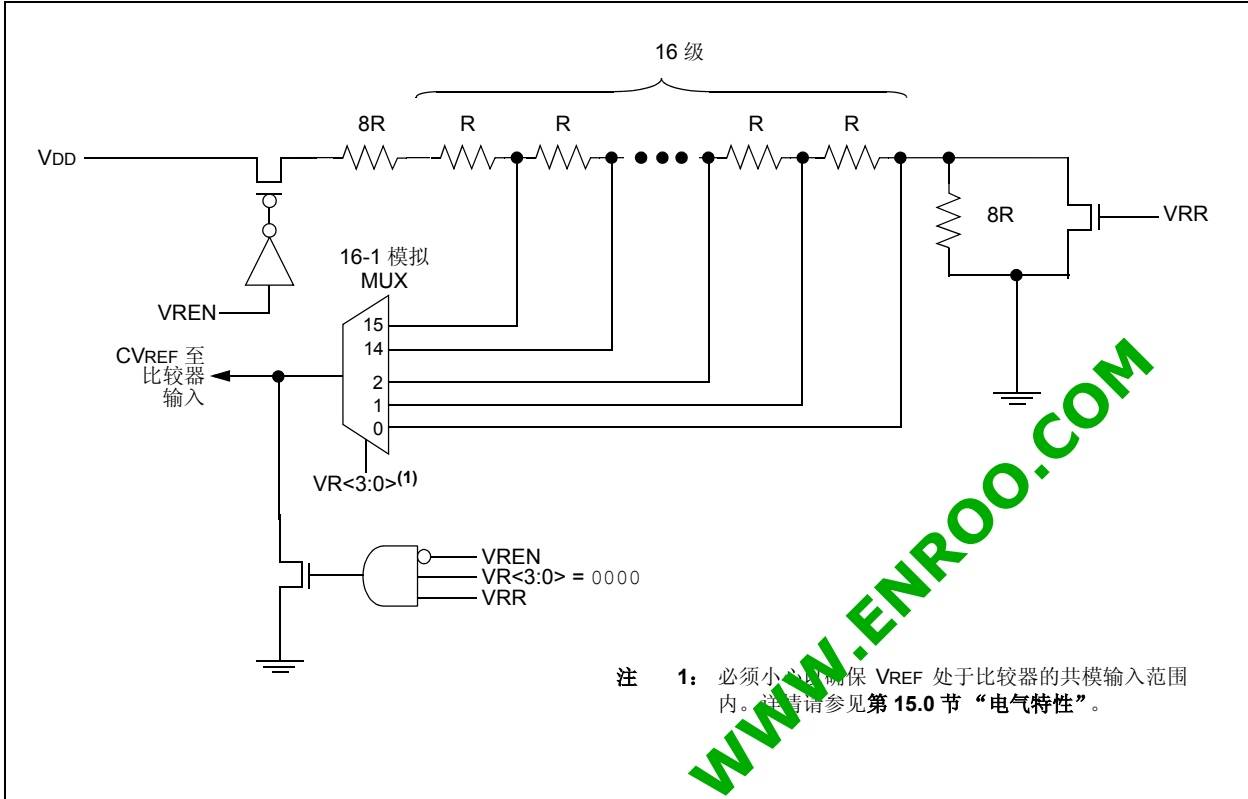 16 级
8R
R
R
R
R
VDD
8R
VRR
16-1 模拟
MUX
VREN
15
14
2
1
0
CVREF 至
比较器
输入
VR<3:0>(1)
VREN
VR<3:0> = 0000
VRR
注 1: 必须小心以确保 VREF 处于比较器的共模输入范围
内。详情请参见第 15.0 节 “电气特性”。
WWW.ENROO.COM